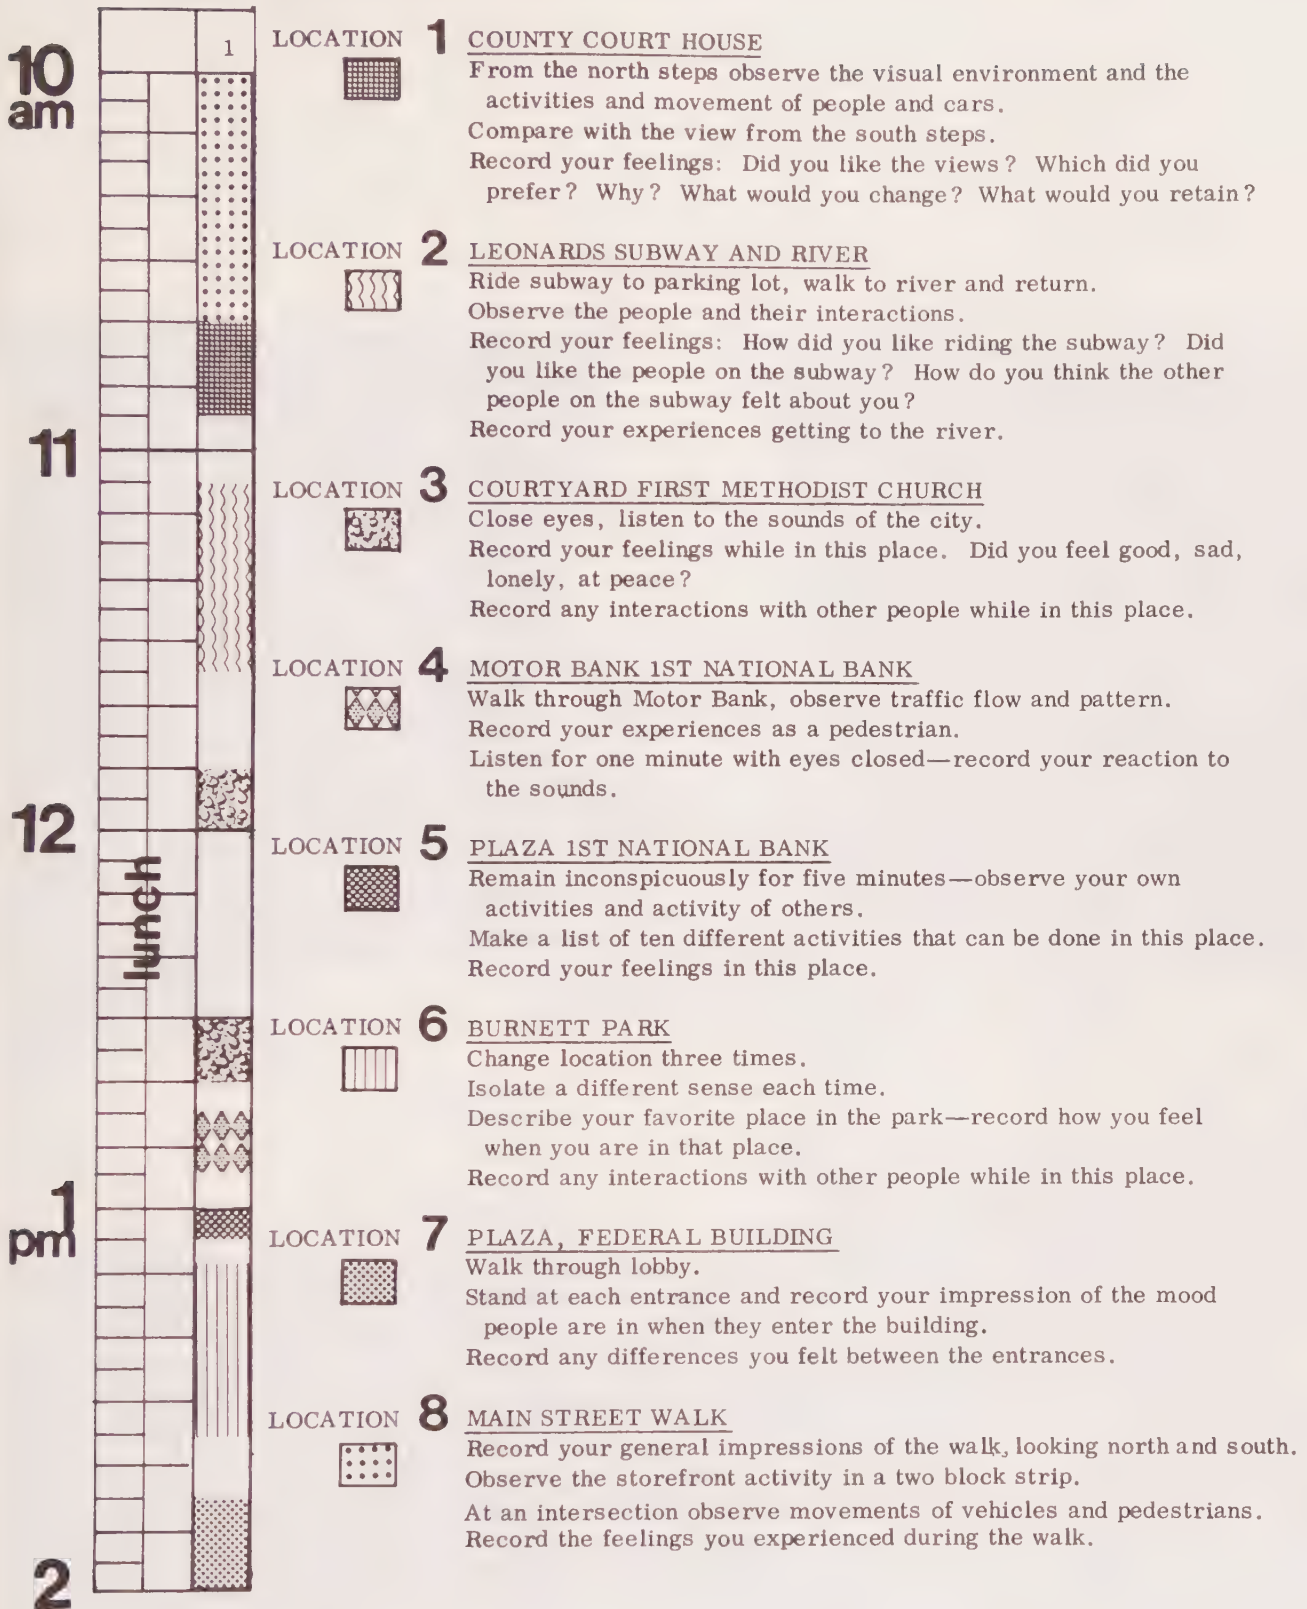 10
am
11
12
lunch
1
pm
2
1
LOCATION 1 COUNTY COURT HOUSE
From the north steps observe the visual environment and the
activities and movement of people and cars.
Compare with the view from the south steps.
Record your feelings: Did you like the views? Which did you
prefer? Why? What would you change? What would you retain?
LOCATION 2 LEONARDS SUBWAY AND RIVER
Ride subway to parking lot, walk to river and return.
Observe the people and their interactions.
Record your feelings: How did you like riding the subway? Did
you like the people on the subway? How do you think the other
people on the subway felt about you?
Record your experiences getting to the river.
LOCATION 3 COURTYARD FIRST METHODIST CHURCH
Close eyes, listen to the sounds of the city.
Record your feelings while in this place. Did you feel good, sad,
lonely, at peace?
Record any interactions with other people while in this place.
LOCATION 4 MOTOR BANK 1ST NATIONAL BANK
Walk through Motor Bank, observe traffic flow and pattern.
Record your experiences as a pedestrian.
Listen for one minute with eyes closed—record your reaction to
the sounds.
LOCATION 5 PLAZA 1ST NATIONAL BANK
Remain inconspicuously for five minutes—observe your own
activities and activity of others.
Make a list of ten different activities that can be done in this place.
Record your feelings in this place.
LOCATION 6 BURNETT PARK
Change location three times.
Isolate a different sense each time.
Describe your favorite place in the park—record how you feel
when you are in that place.
Record any interactions with other people while in this place.
LOCATION 7 PLAZA, FEDERAL BUILDING
Walk through lobby.
Stand at each entrance and record your impression of the mood
people are in when they enter the building.
Record any differences you felt between the entrances.
LOCATION 8 MAIN STREET WALK
Record your general impressions of the walk, looking north and south.
Observe the storefront activity in a two block strip.
At an intersection observe movements of vehicles and pedestrians.
Record the feelings you experienced during the walk.